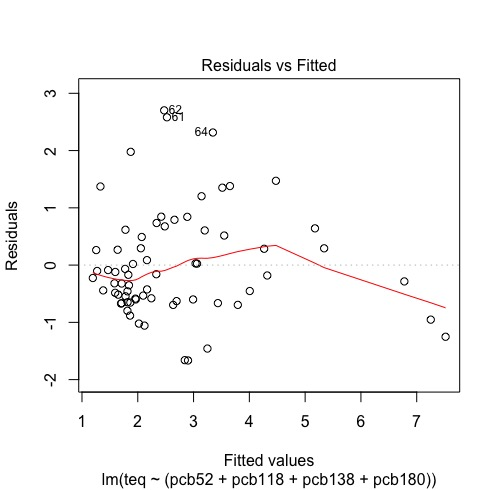 Residuals vs Fitted
3
2
1
0
-1
-2
Residuals
62
61
64
1 2 3 4 5 6 7
Fitted values
lm(teq ~ (pcb52 + pcb118 + pcb138 + pcb180))